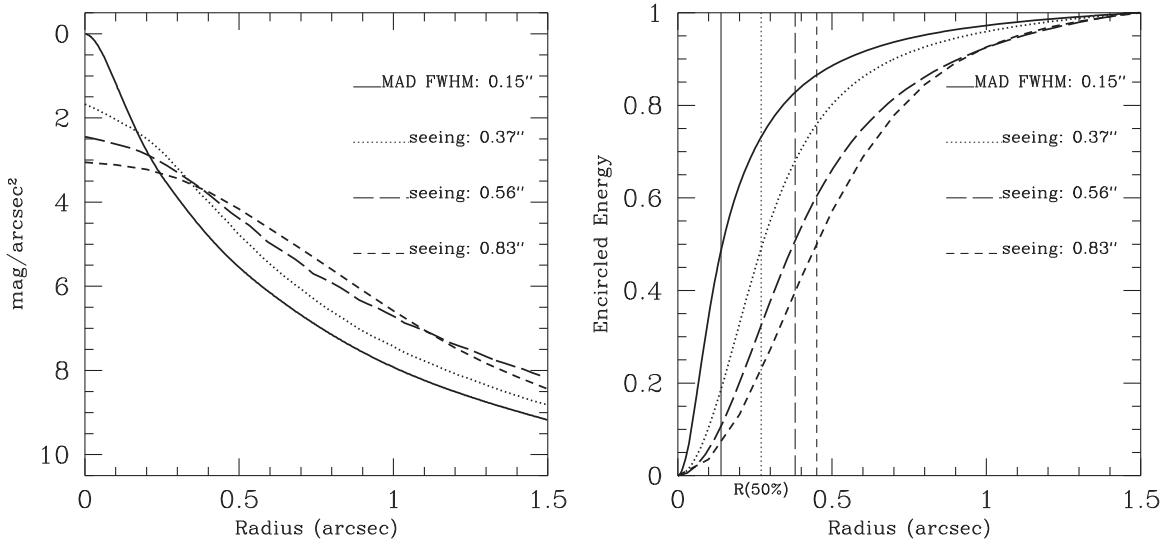 0
2
4
6
8
10
mag/arcsec²
MAD FWHM: 0.15″
seeing: 0.37″
seeing: 0.56″
seeing: 0.83″
0
0.5
1
1.5
Radius (arcsec)
1
0.8
0.6
0.4
0.2
0
Encircled Energy
MAD FWHM: 0.15″
seeing: 0.37″
seeing: 0.56″
seeing: 0.83″
R(50%)
0
0.5
1
1.5
Radius (arcsec)